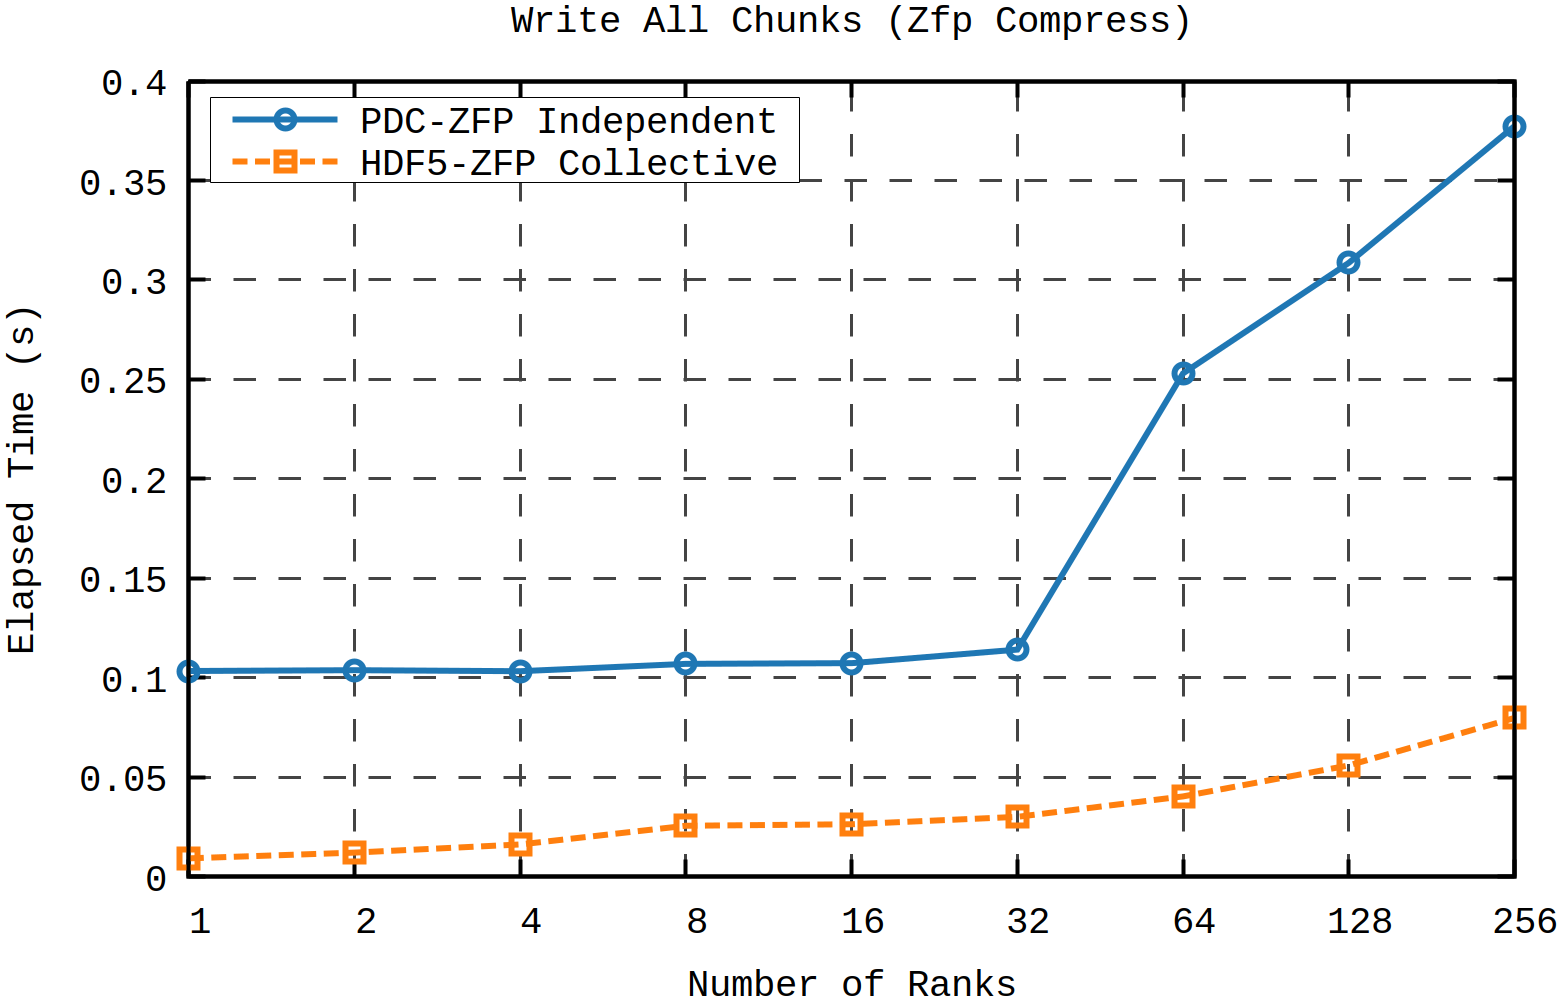 Write All Chunks (Zfp Compress)
PDC-ZFP Independent
HDF5-ZFP Collective
0.4
0.35
0.3
0.25
0.2
0.15
0.1
0.05
0
Elapsed Time (s)
1 2 4 8 16 32 64 128 256
Number of Ranks